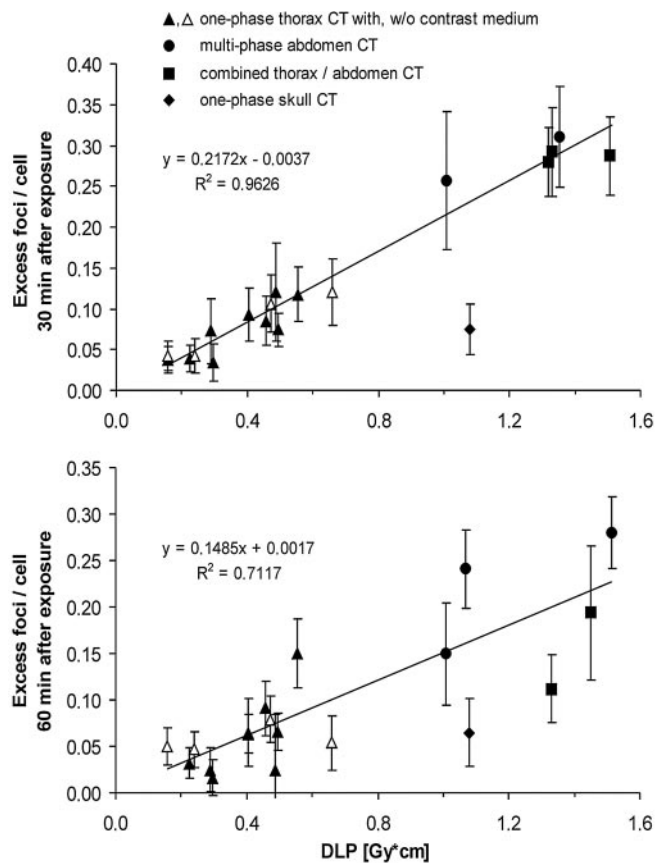 ▲,△ one-phase thorax CT with, w/o contrast medium
● multi-phase abdomen CT
■ combined thorax / abdomen CT
◆ one-phase skull CT
Excess foci / cell
30 min after exposure
0.40
0.35
0.30
0.25
0.20
0.15
0.10
0.05
0.00
y = 0.2172x - 0.0037
R² = 0.9626
0.0 0.4 0.8 1.2 1.6
Excess foci / cell
60 min after exposure
0.35
0.30
0.25
0.20
0.15
0.10
0.05
0.00
y = 0.1485x + 0.0017
R² = 0.7117
0.0 0.4 0.8 1.2 1.6
DLP [Gy*cm]